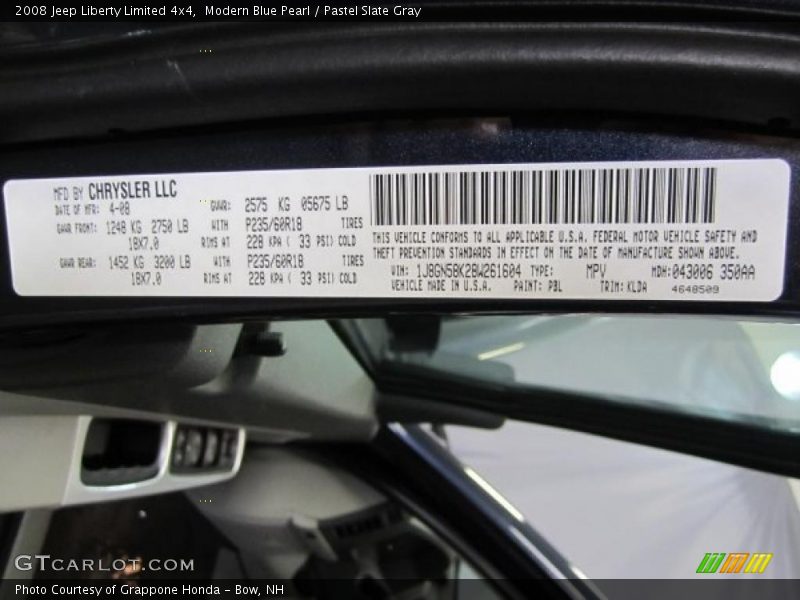 2008 Jeep Liberty Limited 4x4, Modern Blue Pearl / Pastel Slate Gray
MFD BY CHRYSLER LLC
DATE OF MFR: 4-08 GVWR: 2575 KG 05675 LB
GAWR FRONT: 1248 KG 2750 LB WITH P235/60R18 TIRES
18X7.0 RIMS AT 228 KPA ( 33 PSI) COLD
GAWR REAR: 1452 KG 3200 LB WITH P235/60R18 TIRES
18X7.0 RIMS AT 228 KPA ( 33 PSI) COLD
THIS VEHICLE CONFORMS TO ALL APPLICABLE U.S.A. FEDERAL MOTOR VEHICLE SAFETY AND
THEFT PREVENTION STANDARDS IN EFFECT ON THE DATE OF MANUFACTURE SHOWN ABOVE.
VIN: 1J8GN58K28W261604 TYPE: MPV MDH: 043006 350AA
VEHICLE MADE IN U.S.A. PAINT: PBL TRIM: KLDA 4648509
GTCARLOT.COM
Photo Courtesy of Grappone Honda - Bow, NH